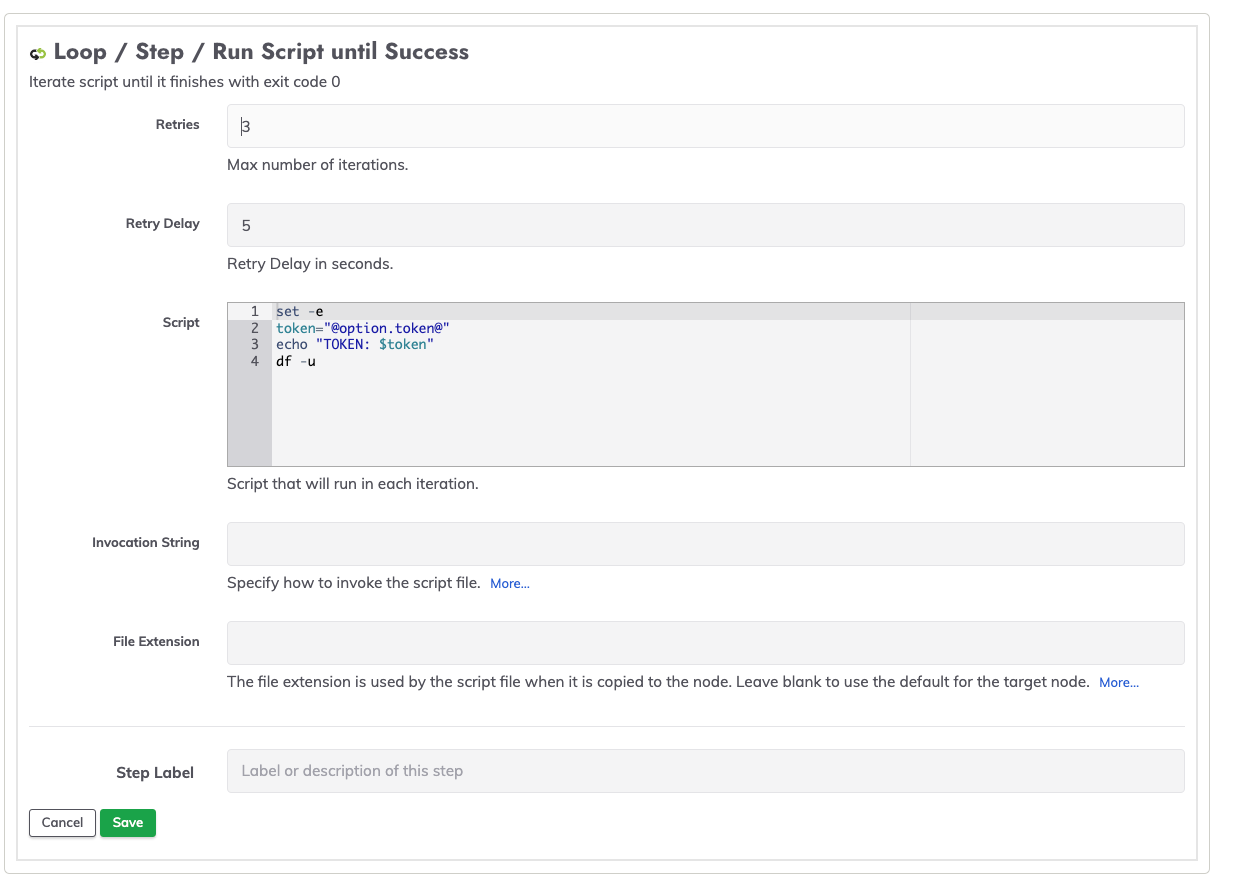 Loop / Step / Run Script until Success
Iterate script until it finishes with exit code 0
Retries
3
Max number of iterations.
Retry Delay
5
Retry Delay in seconds.
Script
1 set -e
2 token="@option.token@"
3 echo "TOKEN: $token"
4 df -u
Script that will run in each iteration.
Invocation String
Specify how to invoke the script file. More...
File Extension
The file extension is used by the script file when it is copied to the node. Leave blank to use the default for the target node. More...
Step Label
Label or description of this step
Cancel Save